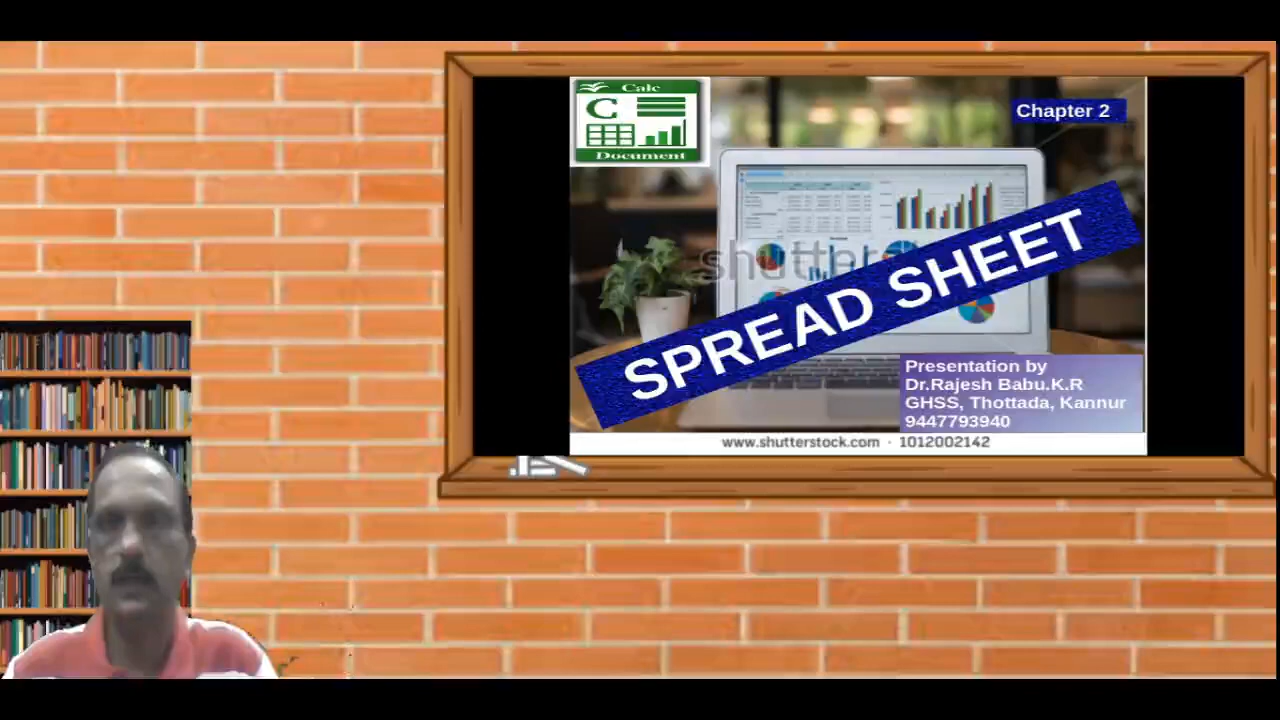 Calc
C
Document
Chapter 2
shutterst
SPREAD SHEET
Presentation by
Dr.Rajesh Babu.K.R
GHSS, Thottada, Kannur
9447793940
www.shutterstock.com · 1012002142